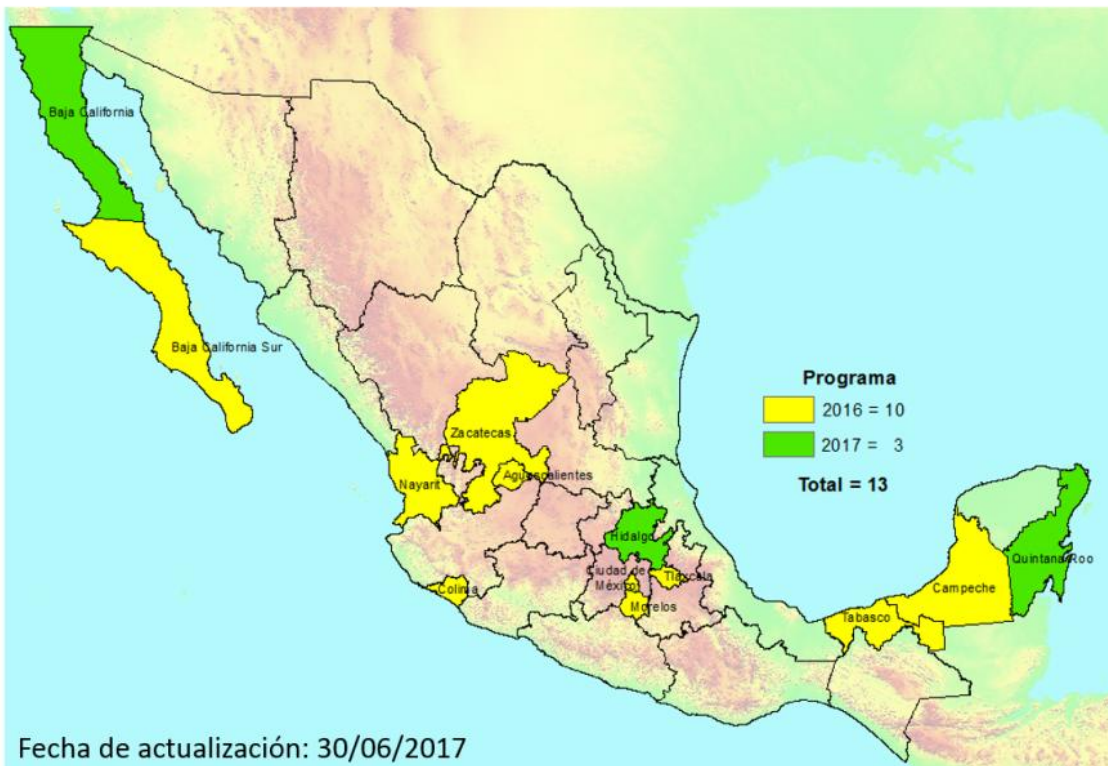 Baja California
Baja California Sur
Programa
2016 = 10
2017 = 3
Total = 13
Zacatecas
Nayarit
Aguascalientes
Hidalgo
Quintana Roo
Ciudad de
México
Tlaxcala
Colima
Morelos
Campeche
Tabasco
Fecha de actualización: 30/06/2017